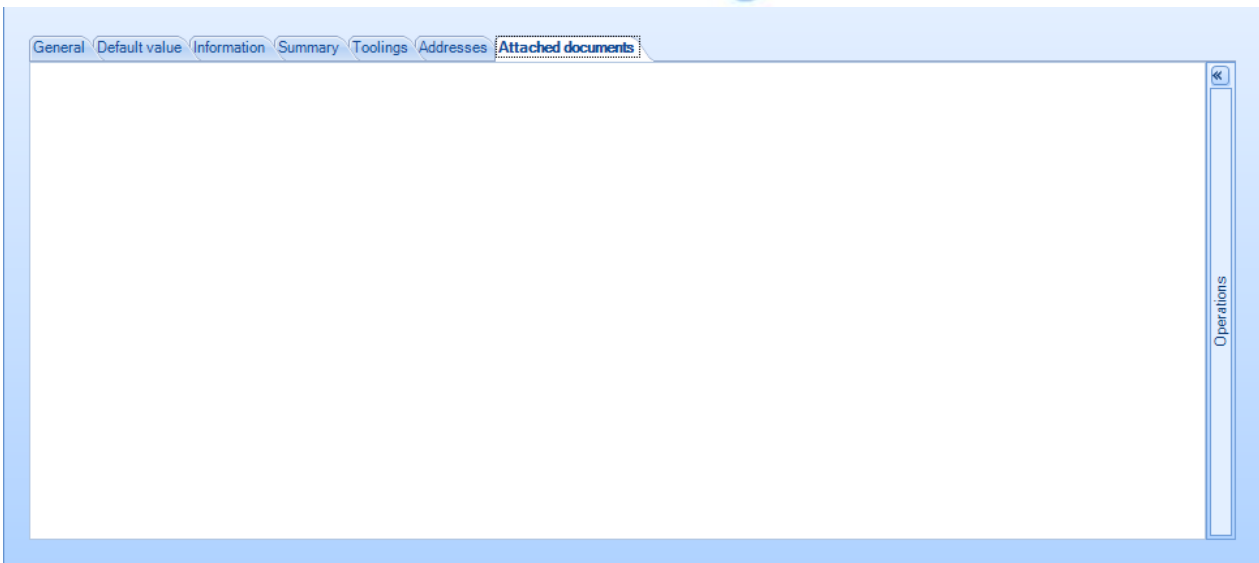 General Default value Information Summary Toolings Addresses Attached documents
Operations